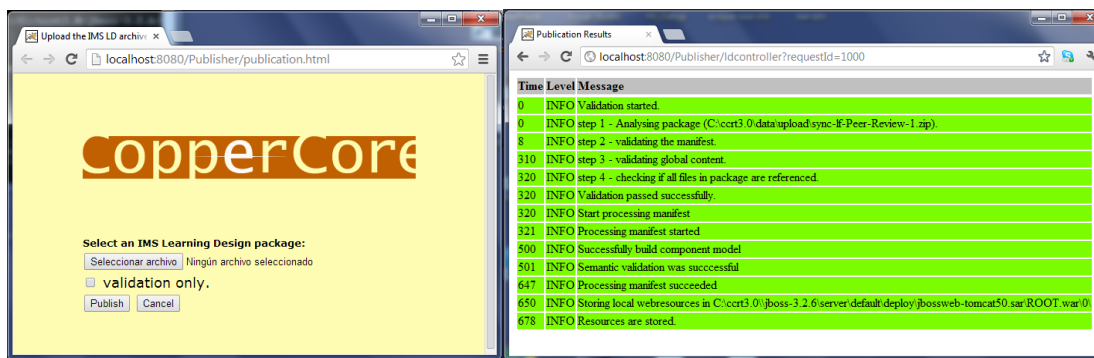 Upload the IMS LD archive
localhost:8080/Publisher/publication.html
CopperCore
Select an IMS Learning Design package:
Seleccionar archivo Ningún archivo seleccionado
validation only.
Publish Cancel
Publication Results
localhost:8080/Publisher/ldcontroller?requestId=1000
Time Level Message
0 INFO Validation started.
0 INFO step 1 - Analysing package (C:\ccrt3.0\data\upload\sync-lf-Peer-Review-1.zip).
8 INFO step 2 - validating the manifest.
310 INFO step 3 - validating global content.
320 INFO step 4 - checking if all files in package are referenced.
320 INFO Validation passed successfully.
320 INFO Start processing manifest
321 INFO Processing manifest started
500 INFO Successfully build component model
501 INFO Semantic validation was succcessful
647 INFO Processing manifest succeeded
650 INFO Storing local webresources in C:\ccrt3.0\\jboss-3.2.6\server\default\deploy\jbossweb-tomcat50.sar\ROOT.war\0\
678 INFO Resources are stored.